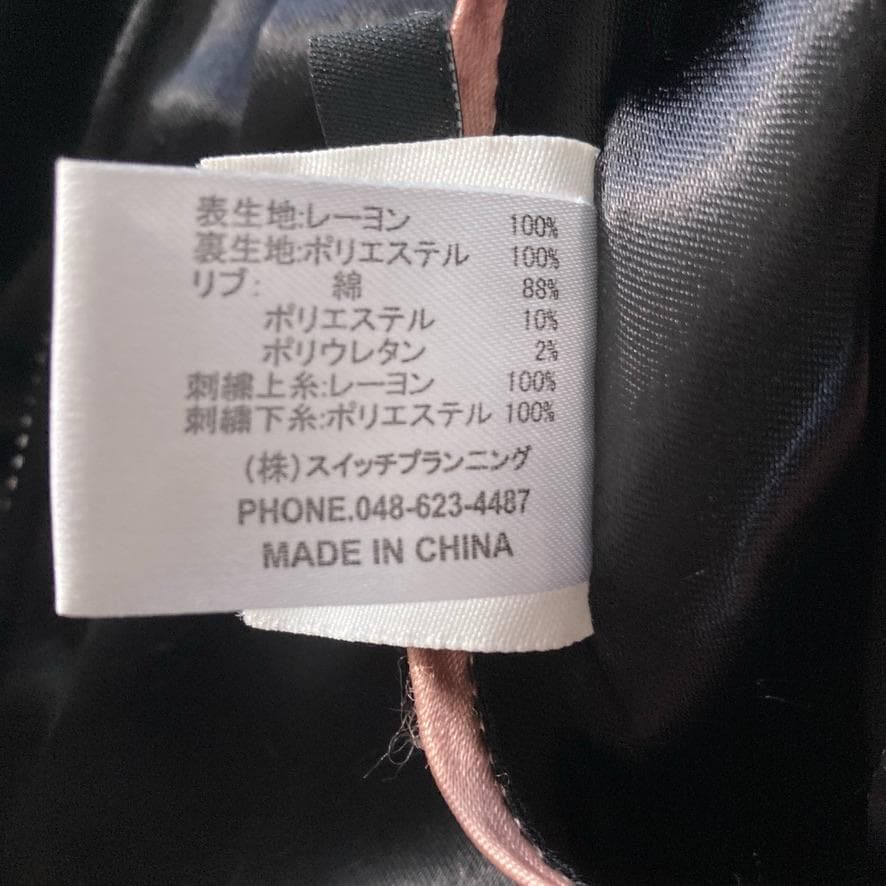 表生地:レーヨン 100%
裏生地:ポリエステル 100%
リブ: 綿 88%
ポリエステル 10%
ポリウレタン 2%
刺繍上糸:レーヨン 100%
刺繍下糸:ポリエステル 100%
(株)スイッチプランニング
PHONE.048-623-4487
MADE IN CHINA